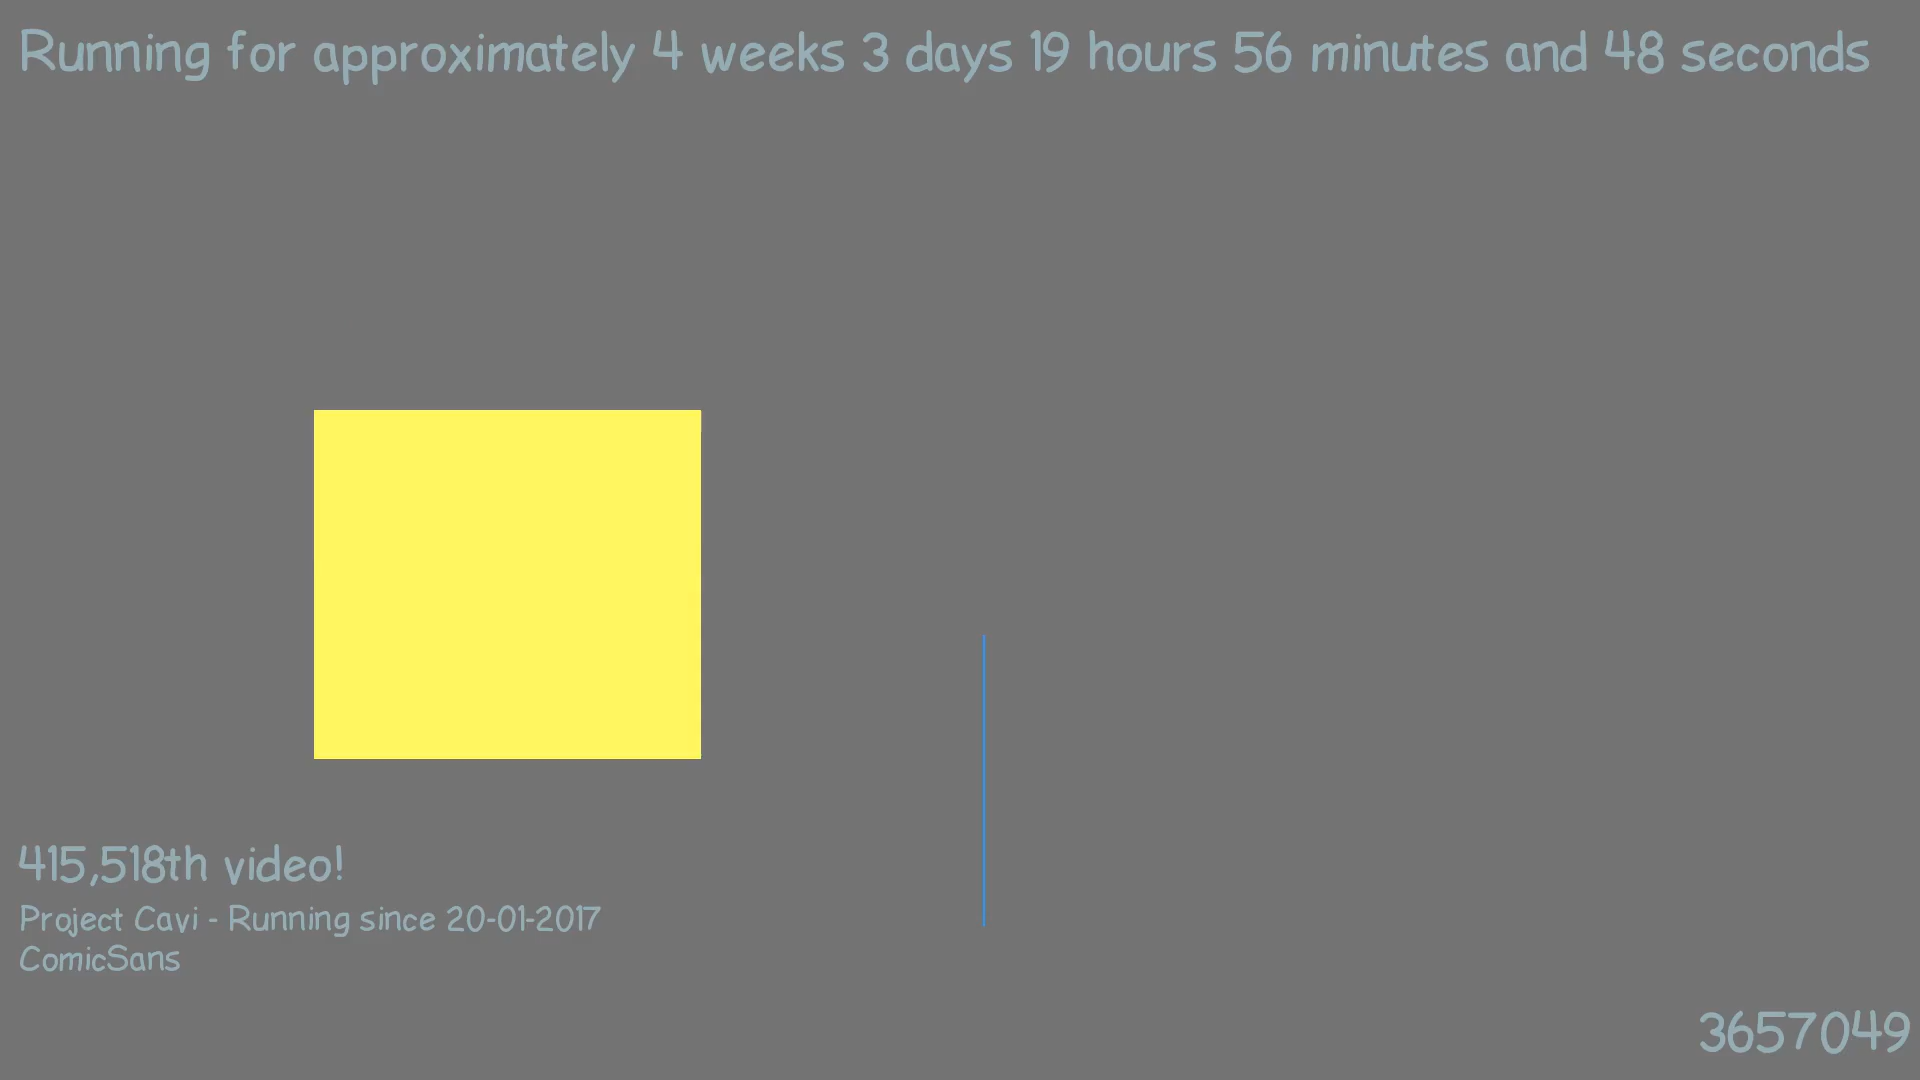 Running for approximately 4 weeks 3 days 19 hours 56 minutes and 48 seconds
415,518th video!
Project Cavi - Running since 20-01-2017
ComicSans
3657049